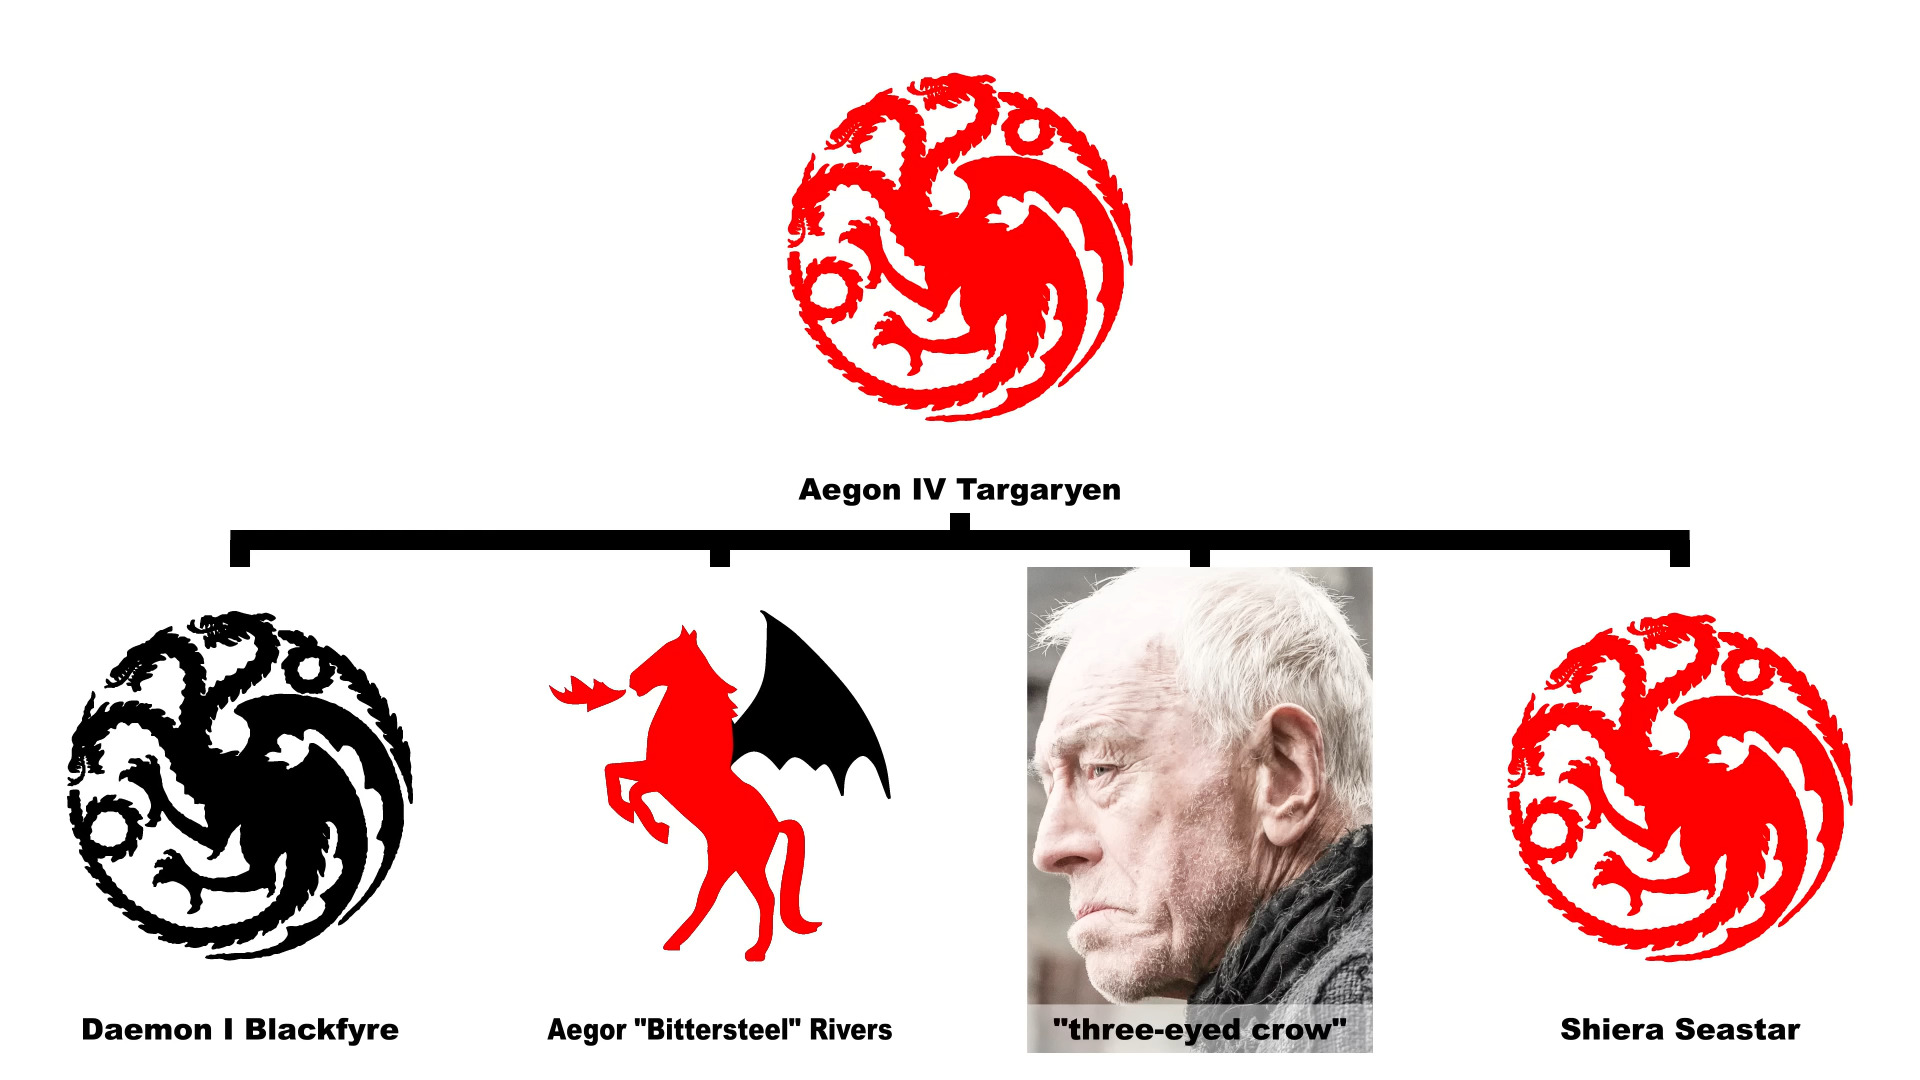 Aegon IV Targaryen
Daemon I Blackfyre
Aegor "Bittersteel" Rivers
"three-eyed crow"
Shiera Seastar